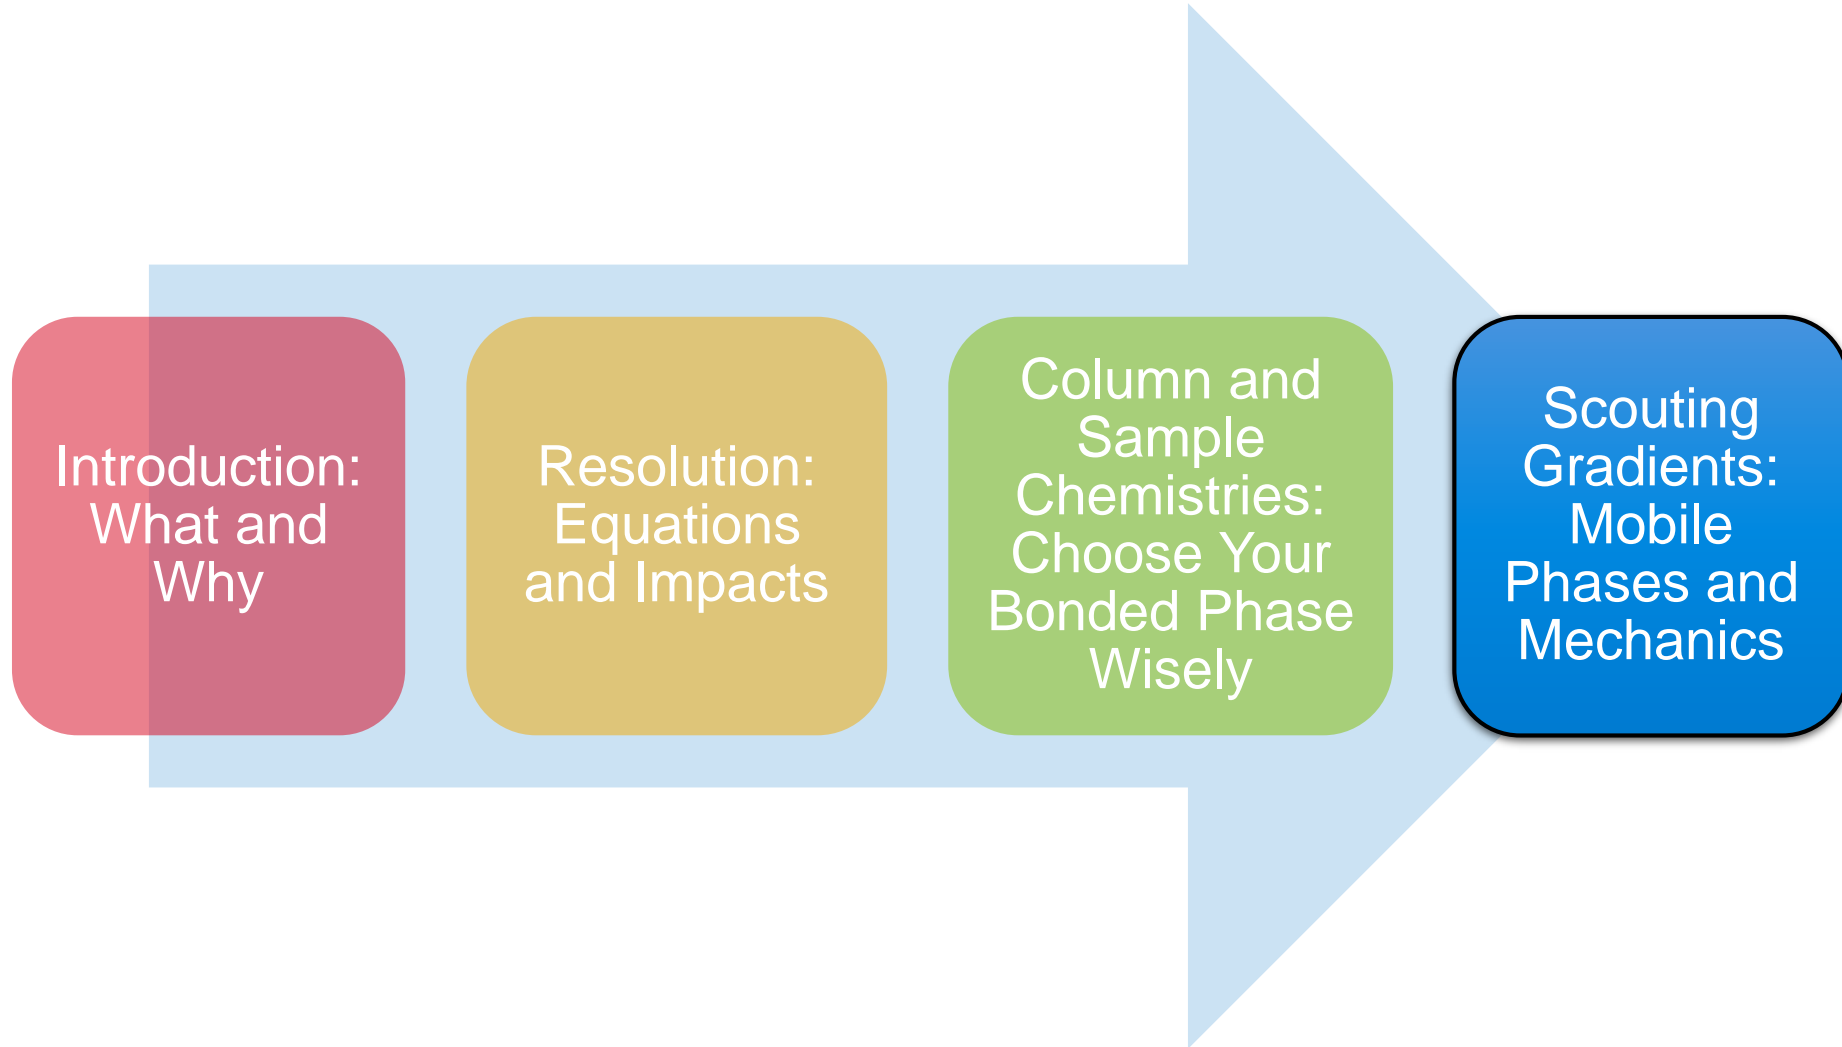 Introduction:
What and
Why
Resolution:
Equations
and Impacts
Column and
Sample
Chemistries:
Choose Your
Bonded Phase
Wisely
Scouting
Gradients:
Mobile
Phases and
Mechanics